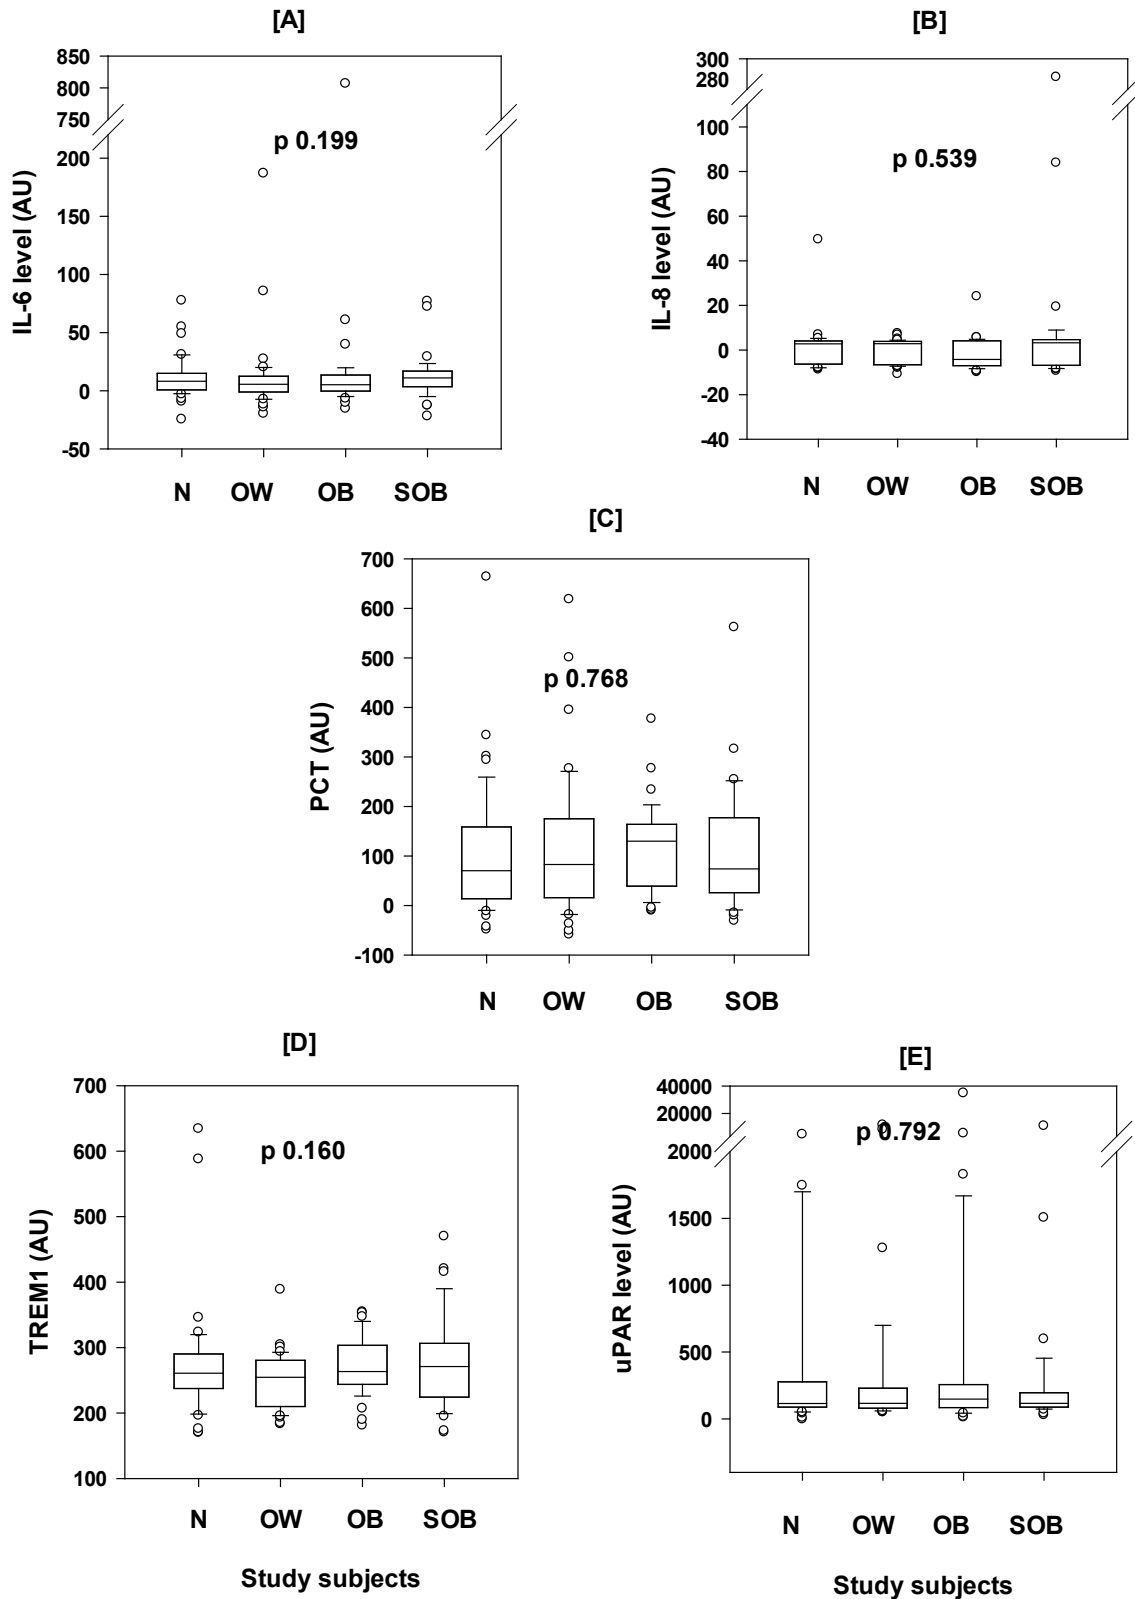 [A]
850
800
750
200
150
100
50
0
-50
IL-6 level (AU)
p 0.199
N OW OB SOB
[B]
300
280
100
80
60
40
20
0
-20
-40
IL-8 level (AU)
p 0.539
N OW OB SOB
[C]
700
600
500
400
300
200
100
0
-100
PCT (AU)
p 0.768
N OW OB SOB
[D]
700
600
500
400
300
200
100
TREM1 (AU)
p 0.160
N OW OB SOB
Study subjects
[E]
40000
20000
2000
1500
1000
500
0
uPAR level (AU)
p 0.792
N OW OB SOB
Study subjects